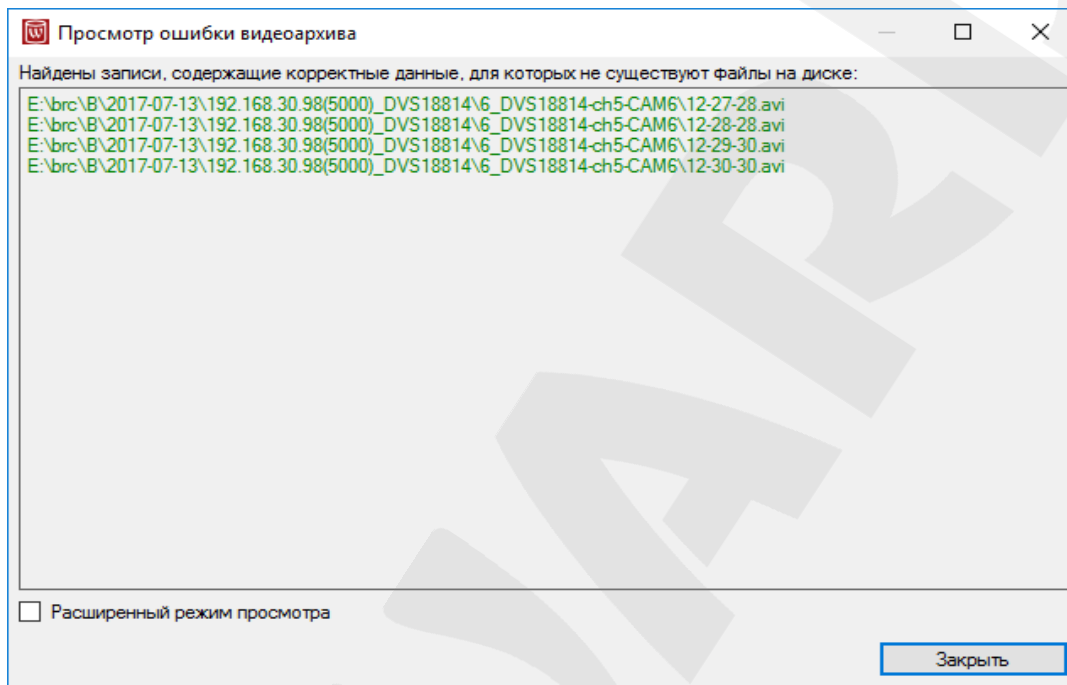 Просмотр ошибки видеоархива
Найдены записи, содержащие корректные данные, для которых не существуют файлы на диске:
E:\brc\B\2017-07-13\192.168.30.98(5000)_DVS18814\6_DVS18814-ch5-CAM6\12-27-28.avi
E:\brc\B\2017-07-13\192.168.30.98(5000)_DVS18814\6_DVS18814-ch5-CAM6\12-28-28.avi
E:\brc\B\2017-07-13\192.168.30.98(5000)_DVS18814\6_DVS18814-ch5-CAM6\12-29-30.avi
E:\brc\B\2017-07-13\192.168.30.98(5000)_DVS18814\6_DVS18814-ch5-CAM6\12-30-30.avi
Расширенный режим просмотра
Закрыть